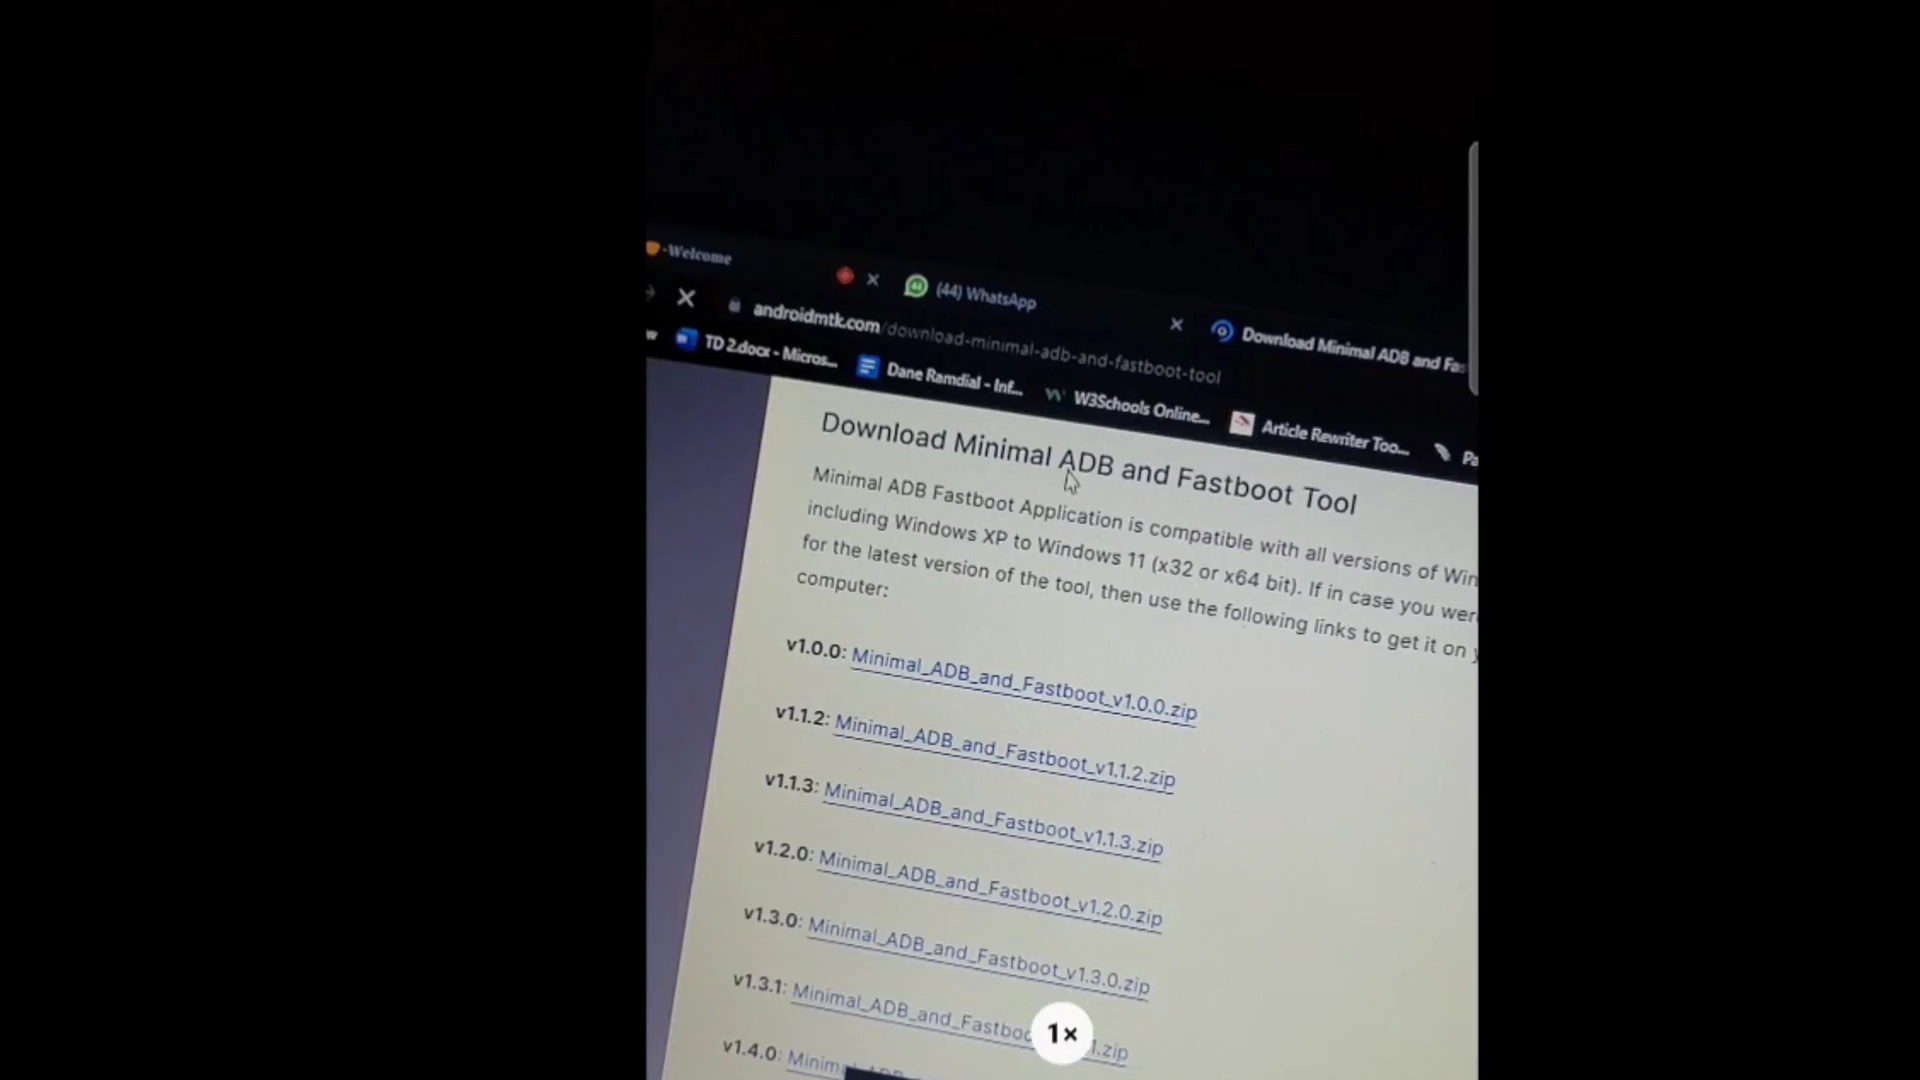 -Welcome
(44) WhatsApp
Download Minimal ADB and Fas
androidmtk.com/download-minimal-adb-and-fastboot-tool
TD 2.docx - Micros...
Dane Ramdial - Inf...
W3Schools Online...
Article Rewriter Too...
Pa
Download Minimal ADB and Fastboot Tool
Minimal ADB Fastboot Application is compatible with all versions of Win
including Windows XP to Windows 11 (x32 or x64 bit). If in case you wer
for the latest version of the tool, then use the following links to get it on y
computer:
v1.0.0: Minimal_ADB_and_Fastboot_v1.0.0.zip
v1.1.2: Minimal_ADB_and_Fastboot_v1.1.2.zip
v1.1.3: Minimal_ADB_and_Fastboot_v1.1.3.zip
v1.2.0: Minimal_ADB_and_Fastboot_v1.2.0.zip
v1.3.0: Minimal_ADB_and_Fastboot_v1.3.0.zip
v1.3.1: Minimal_ADB_and_Fastboo 1.zip
v1.4.0: Minimal_ADB
1×